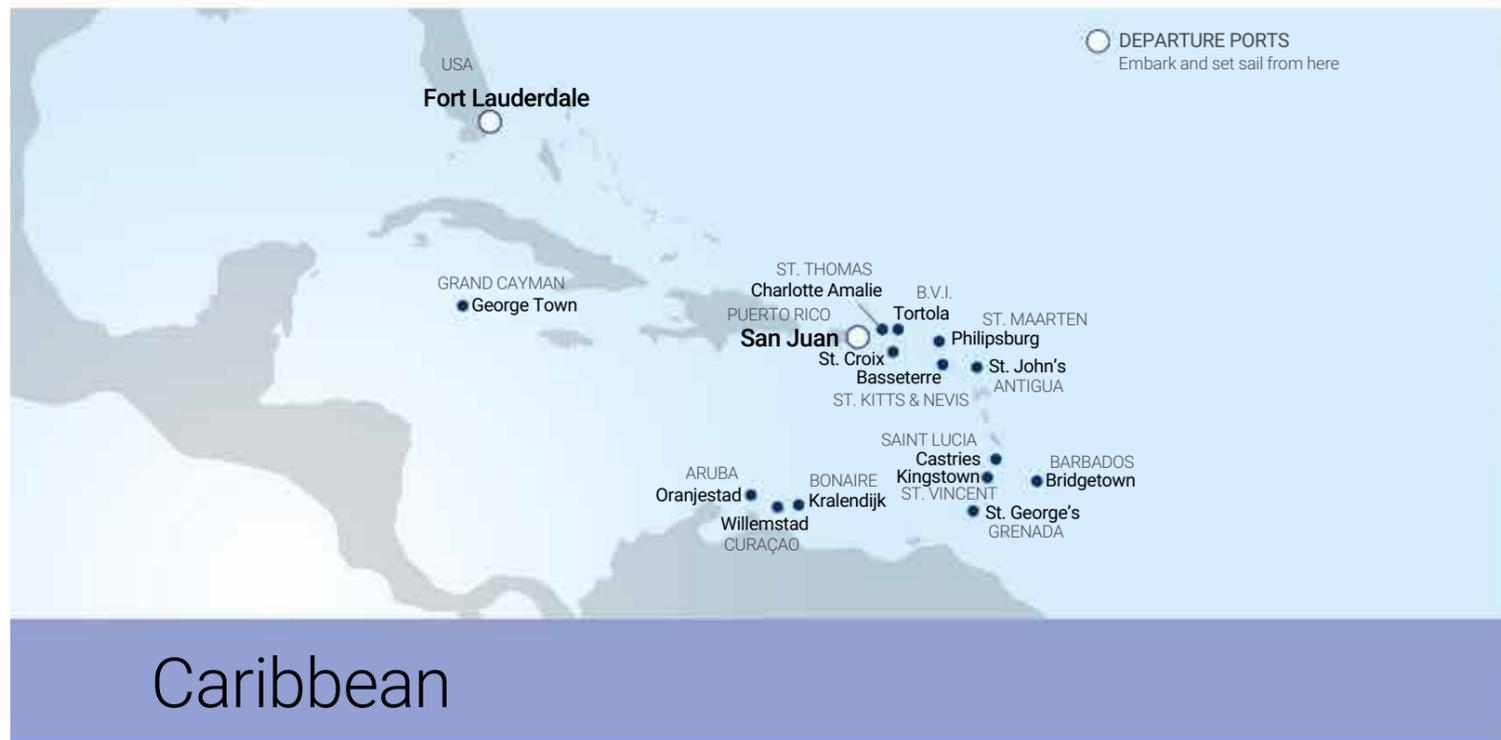 DEPARTURE PORTS
Embark and set sail from here
USA
Fort Lauderdale
GRAND CAYMAN
George Town
ST. THOMAS
Charlotte Amalie
B.V.I.
Tortola
PUERTO RICO
San Juan
ST. MAARTEN
Philipsburg
St. Croix
St. John's
ANTIGUA
Basseterre
ST. KITTS & NEVIS
SAINT LUCIA
Castries
Kingstown
ST. VINCENT
BARBADOS
Bridgetown
St. George's
GRENADA
ARUBA
Oranjestad
BONAIRE
Kralendijk
Willemstad
CURAÇAO
Caribbean